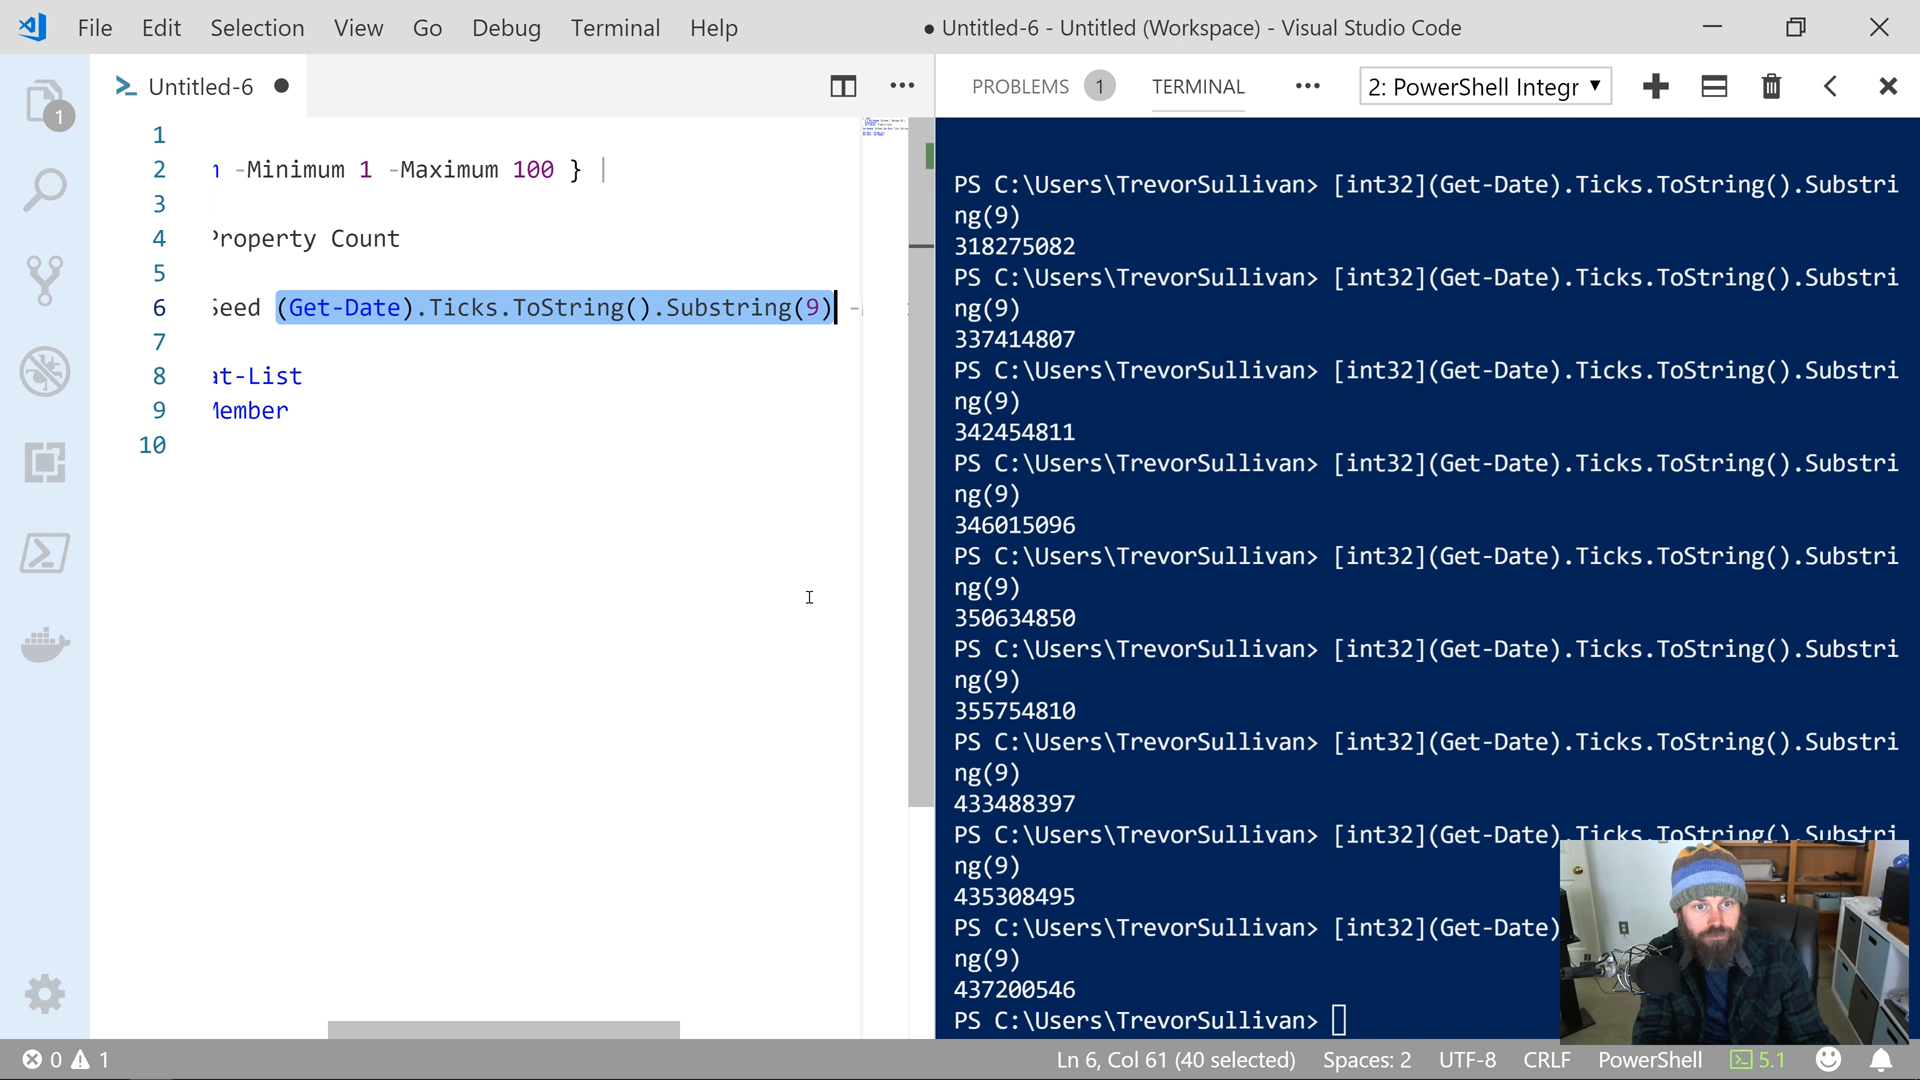 File Edit Selection View Go Debug Terminal Help
● Untitled-6 - Untitled (Workspace) - Visual Studio Code
Untitled-6 ●
PROBLEMS 1 TERMINAL ••• 2: PowerShell Integr
1
1
2 -Minimum 1 -Maximum 100 } |
3
4 Property Count
5
6 Seed (Get-Date).Ticks.ToString().Substring(9) -
7
8 at-List
9 Member
10
PS C:\Users\TrevorSullivan> [int32](Get-Date).Ticks.ToString().Substri
ng(9)
318275082
PS C:\Users\TrevorSullivan> [int32](Get-Date).Ticks.ToString().Substri
ng(9)
337414807
PS C:\Users\TrevorSullivan> [int32](Get-Date).Ticks.ToString().Substri
ng(9)
342454811
PS C:\Users\TrevorSullivan> [int32](Get-Date).Ticks.ToString().Substri
ng(9)
346015096
PS C:\Users\TrevorSullivan> [int32](Get-Date).Ticks.ToString().Substri
ng(9)
350634850
PS C:\Users\TrevorSullivan> [int32](Get-Date).Ticks.ToString().Substri
ng(9)
355754810
PS C:\Users\TrevorSullivan> [int32](Get-Date).Ticks.ToString().Substri
ng(9)
433488397
PS C:\Users\TrevorSullivan> [int32](Get-Date).Ticks.ToString().Substri
ng(9)
435308495
PS C:\Users\TrevorSullivan> [int32](Get-Date)
ng(9)
437200546
PS C:\Users\TrevorSullivan>
0 1 Ln 6, Col 61 (40 selected) Spaces: 2 UTF-8 CRLF PowerShell 5.1